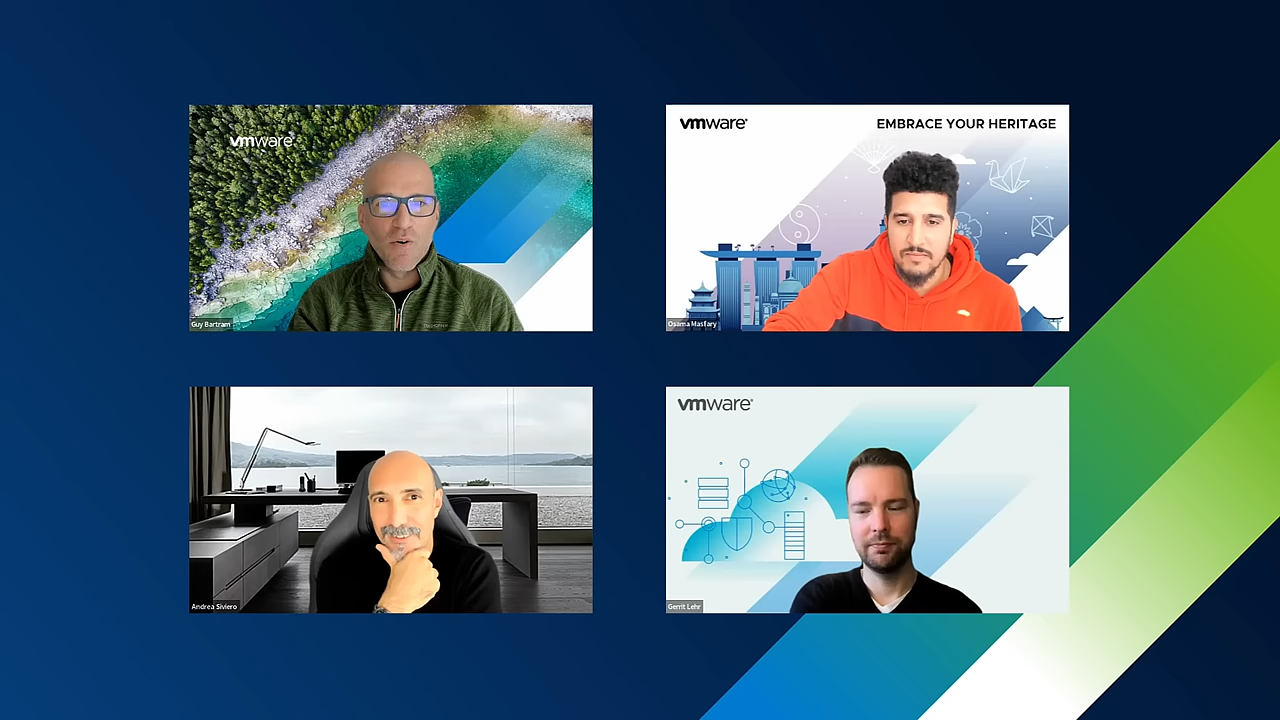 vmware®
Guy Bartram
vmware®
EMBRACE YOUR HERITAGE
Osama Masfary
Andrea Siviero
vmware®
Gerrit Lehr